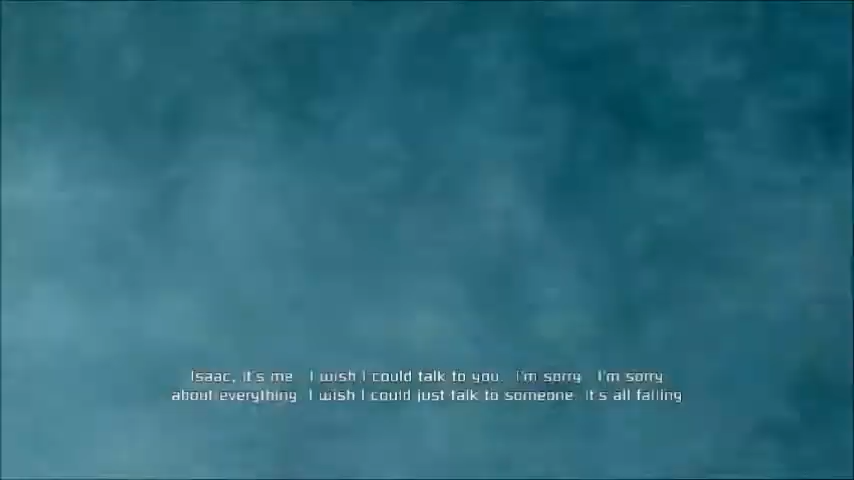 Isaac, it's me. I wish I could talk to you. I'm sorry. I'm sorry
about everything. I wish I could just talk to someone. It's all falling